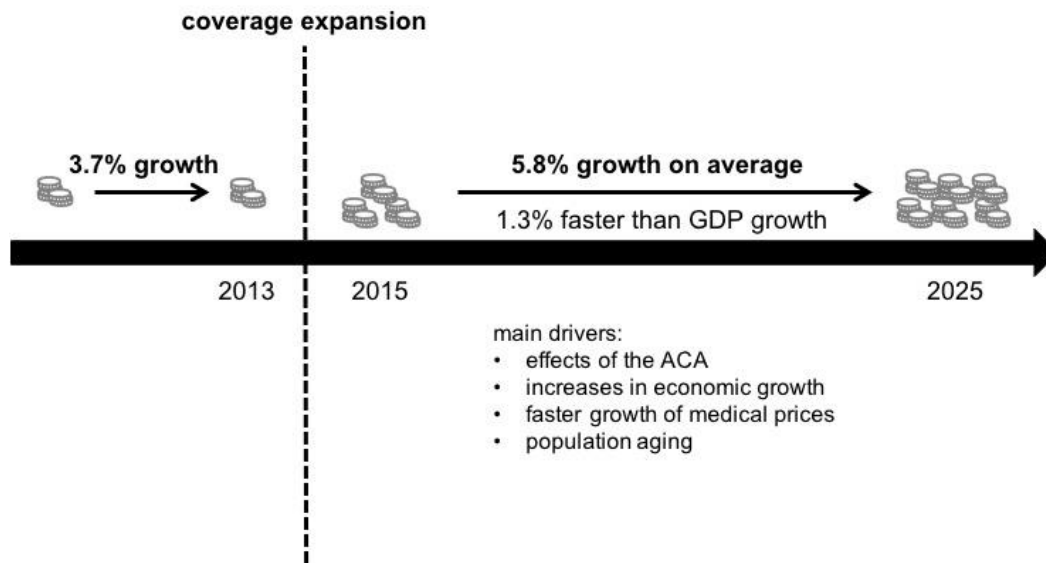 coverage expansion
3.7% growth
5.8% growth on average
1.3% faster than GDP growth
2013
2015
2025
main drivers:
• effects of the ACA
• increases in economic growth
• faster growth of medical prices
• population aging